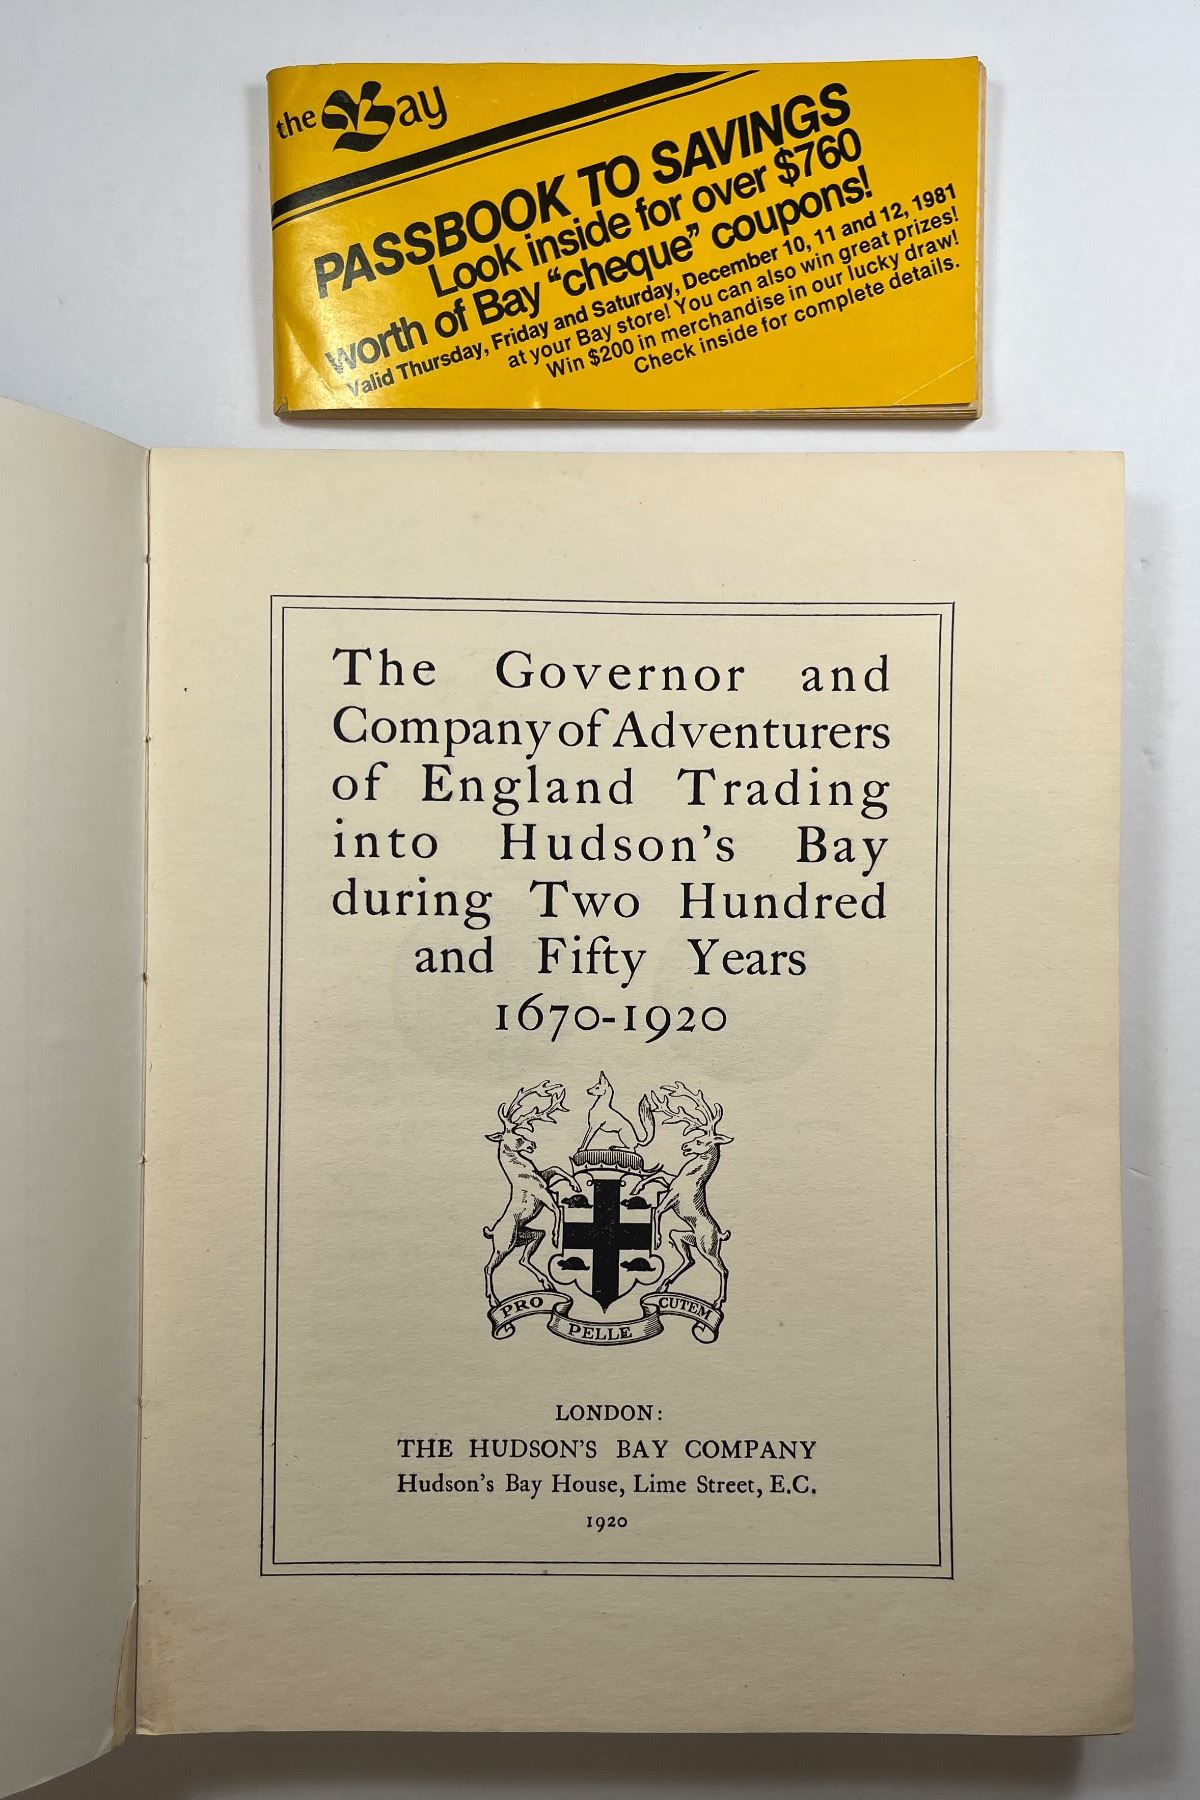 the Bay
PASSBOOK TO SAVINGS
Look inside for over $760
worth of Bay “cheque” coupons!
Valid Thursday, Friday and Saturday, December 10, 11 and 12, 1981
at your Bay store! You can also win great prizes!
Win $200 in merchandise in our lucky draw!
Check inside for complete details.
The Governor and
Company of Adventurers
of England Trading
into Hudson's Bay
during Two Hundred
and Fifty Years
1670-1920
PRO PELLE CUTEM
LONDON:
THE HUDSON'S BAY COMPANY
Hudson's Bay House, Lime Street, E.C.
1920